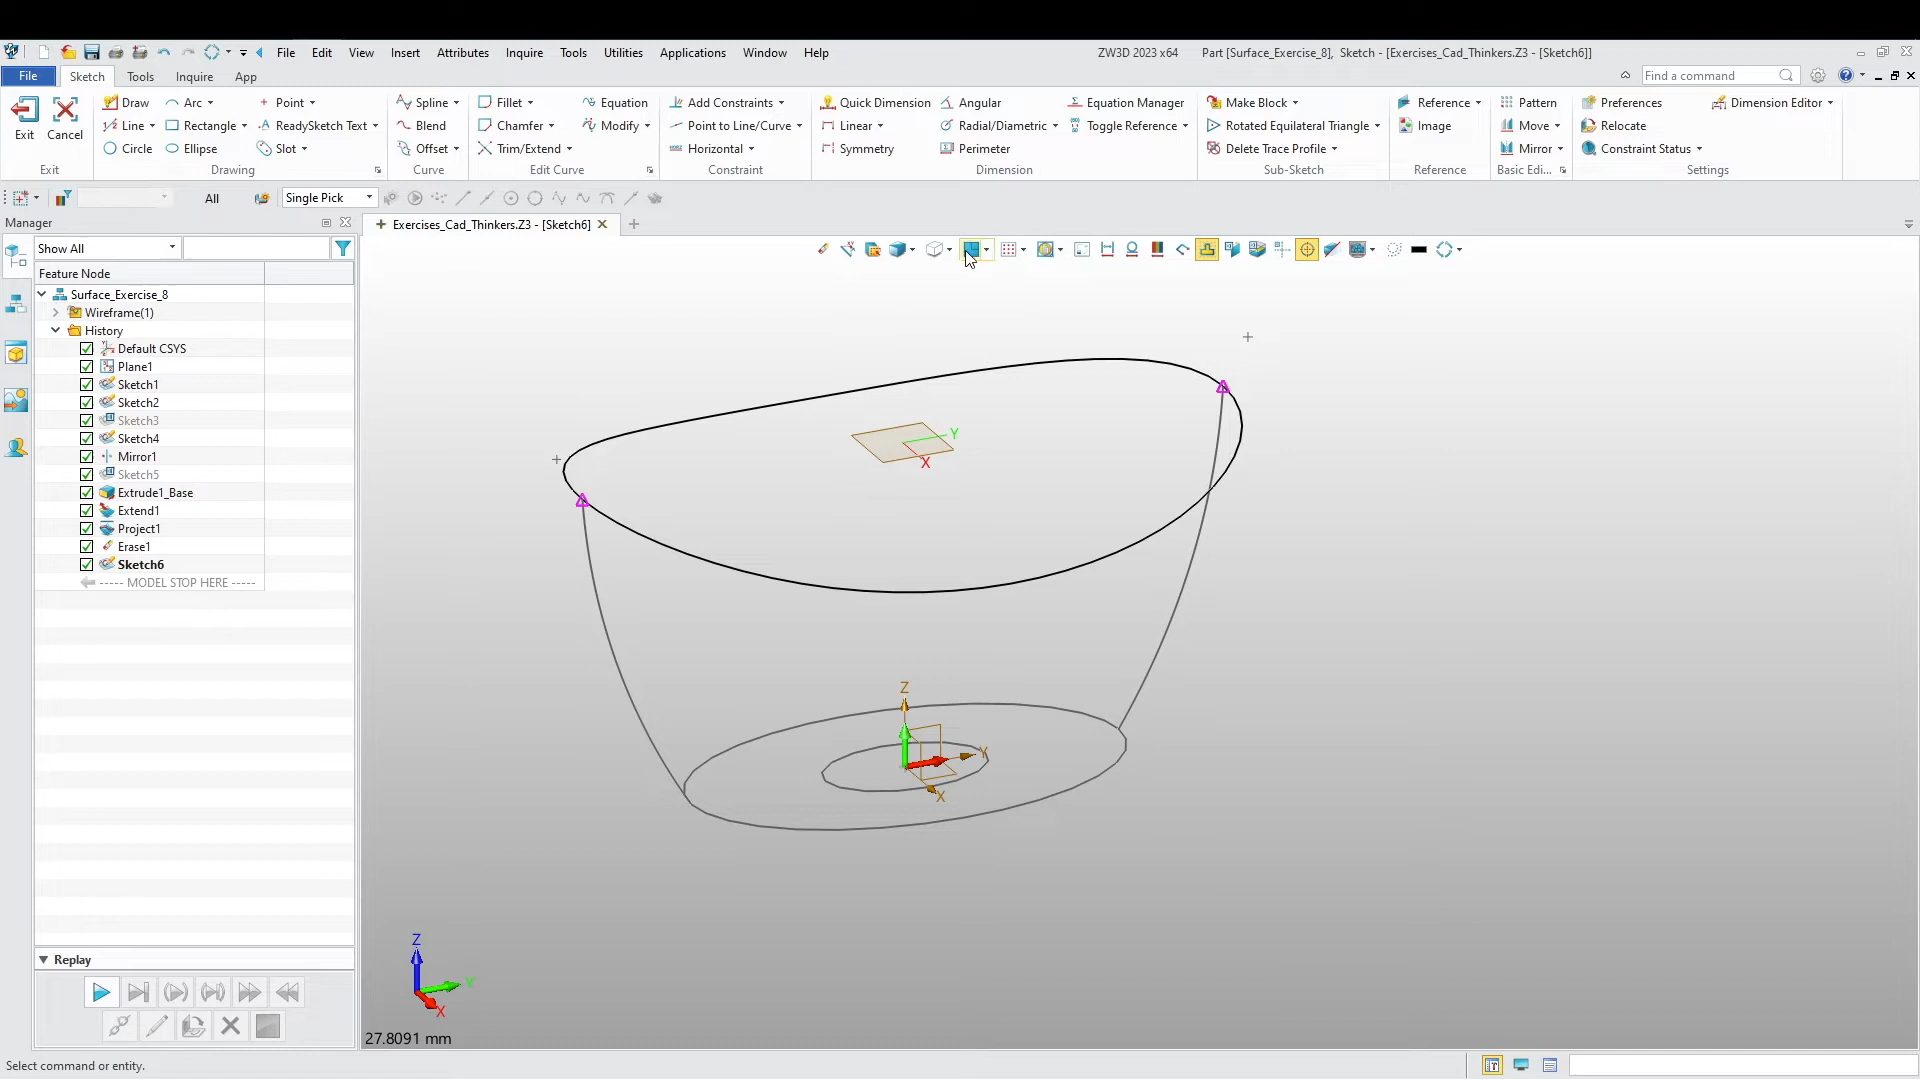 File Edit View Insert Attributes Inquire Tools Utilities Applications Window Help
ZW3D 2023 x64 Part [Surface_Exercise_8], Sketch - [Exercises_Cad_Thinkers.Z3 - [Sketch6]]
File Sketch Tools Inquire App
Find a command
Draw Arc Point Spline Fillet Equation Add Constraints Quick Dimension Angular Equation Manager Make Block Reference Pattern Preferences Dimension Editor
Exit Cancel Line Rectangle ReadySketch Text Blend Chamfer Modify Point to Line/Curve Linear Radial/Diametric Toggle Reference Rotated Equilateral Triangle Image Move Relocate
Circle Ellipse Slot Offset Trim/Extend Horizontal Symmetry Perimeter Delete Trace Profile Mirror Constraint Status
Exit Drawing Curve Edit Curve Constraint Dimension Sub-Sketch Reference Basic Edi... Settings
All Single Pick
Manager
Exercises_Cad_Thinkers.Z3 - [Sketch6]
Show All
Feature Node
Surface_Exercise_8
Wireframe(1)
History
Default CSYS
Plane1
Sketch1
Sketch2
Sketch3
Sketch4
Mirror1
Sketch5
Extrude1_Base
Extend1
Project1
Erase1
Sketch6
----- MODEL STOP HERE -----
Y
X
Z
Y
X
Replay
Z
Y
X
27.8091 mm
Select command or entity.